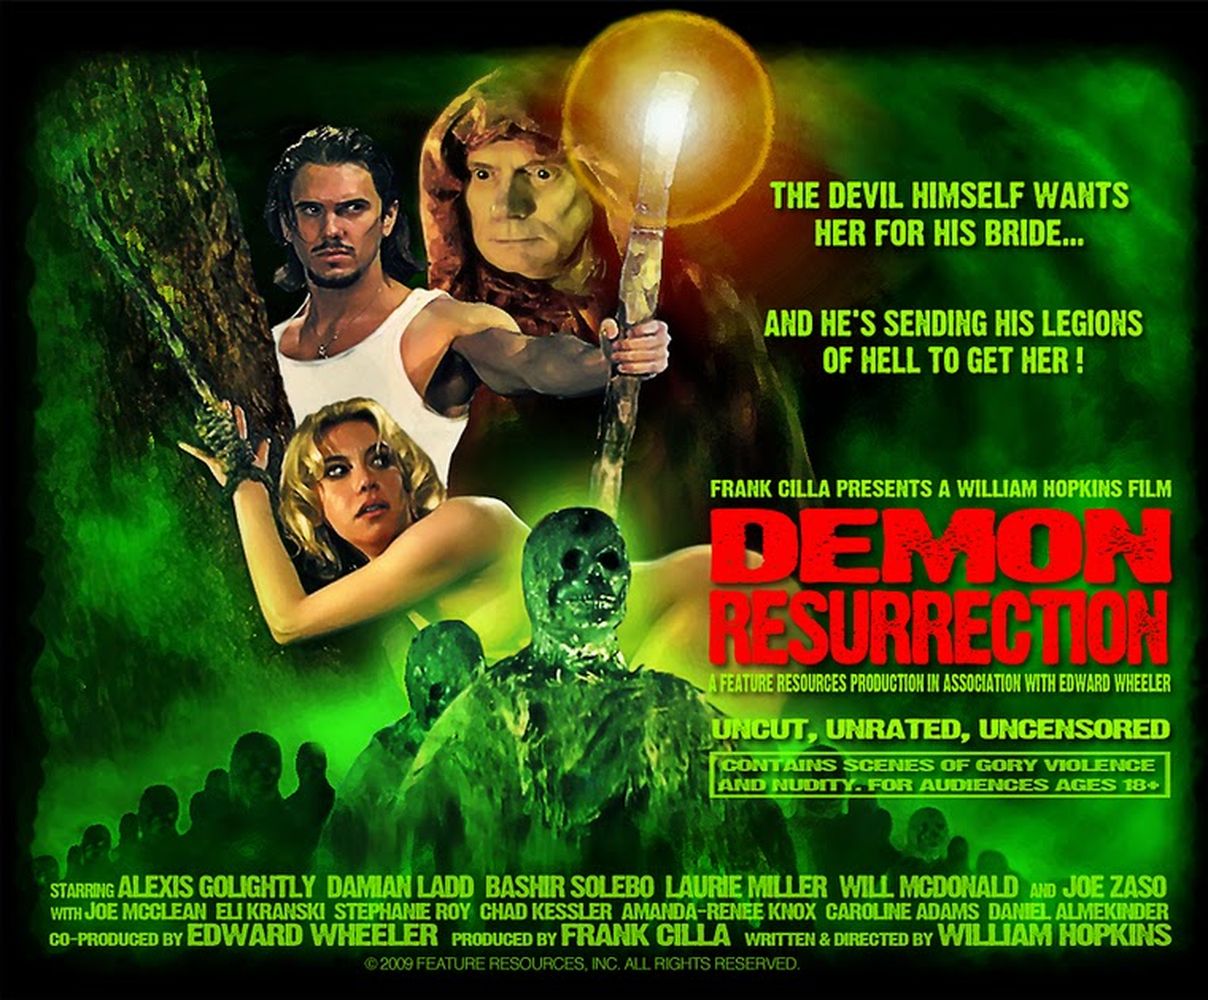 THE DEVIL HIMSELF WANTS
HER FOR HIS BRIDE...
AND HE'S SENDING HIS LEGIONS
OF HELL TO GET HER !
FRANK CILLA PRESENTS A WILLIAM HOPKINS FILM
DEMON
RESURRECTION
A FEATURE RESOURCES PRODUCTION IN ASSOCIATION WITH EDWARD WHEELER
UNCUT, UNRATED, UNCENSORED
CONTAINS SCENES OF GORY VIOLENCE
AND NUDITY. FOR AUDIENCES AGES 18+
STARRING ALEXIS GOLIGHTLY DAMIAN LADD BASHIR SOLEBO LAURIE MILLER WILL MCDONALD AND JOE ZASO
WITH JOE MCCLEAN ELI KRANSKI STEPHANIE ROY CHAD KESSLER AMANDA-RENEE KNOX CAROLINE ADAMS DANIEL ALMEKINDER
CO-PRODUCED BY EDWARD WHEELER PRODUCED BY FRANK CILLA WRITTEN & DIRECTED BY WILLIAM HOPKINS
© 2009 FEATURE RESOURCES, INC. ALL RIGHTS RESERVED.